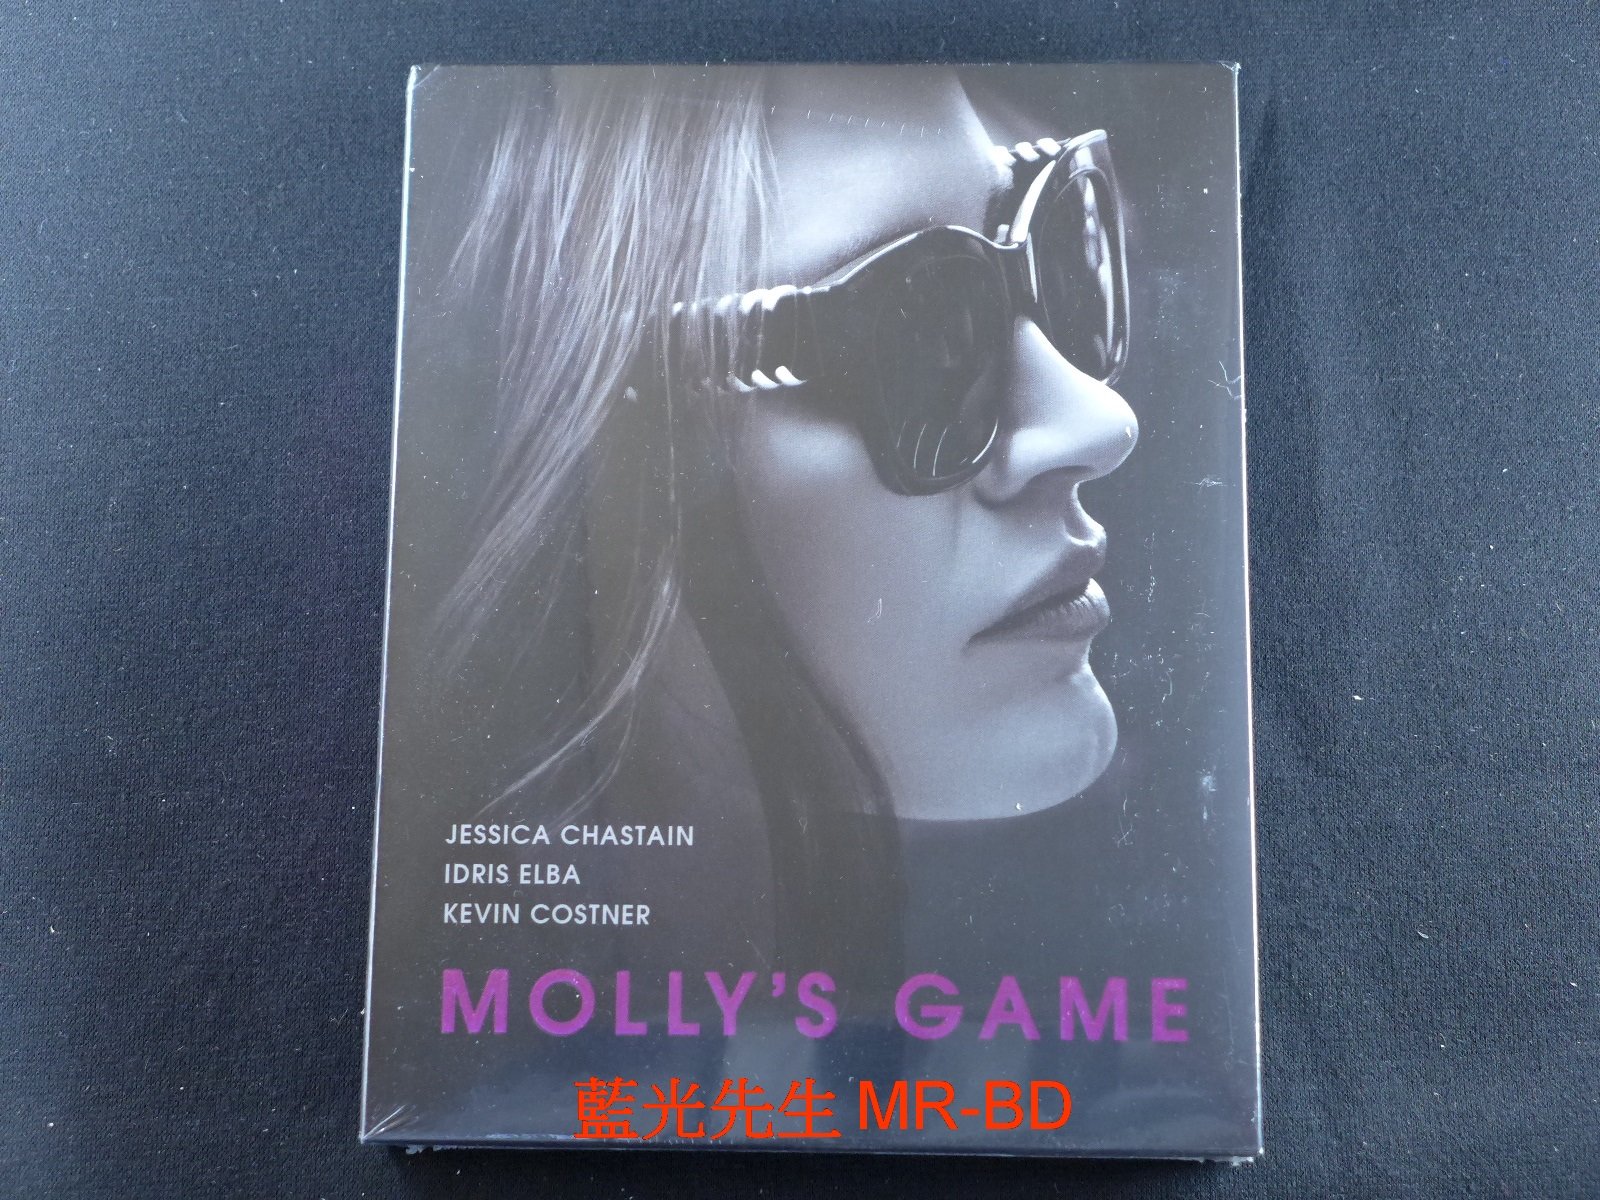 JESSICA CHASTAIN
IDRIS ELBA
KEVIN COSTNER
MOLLY'S GAME
藍光先生 MR-BD